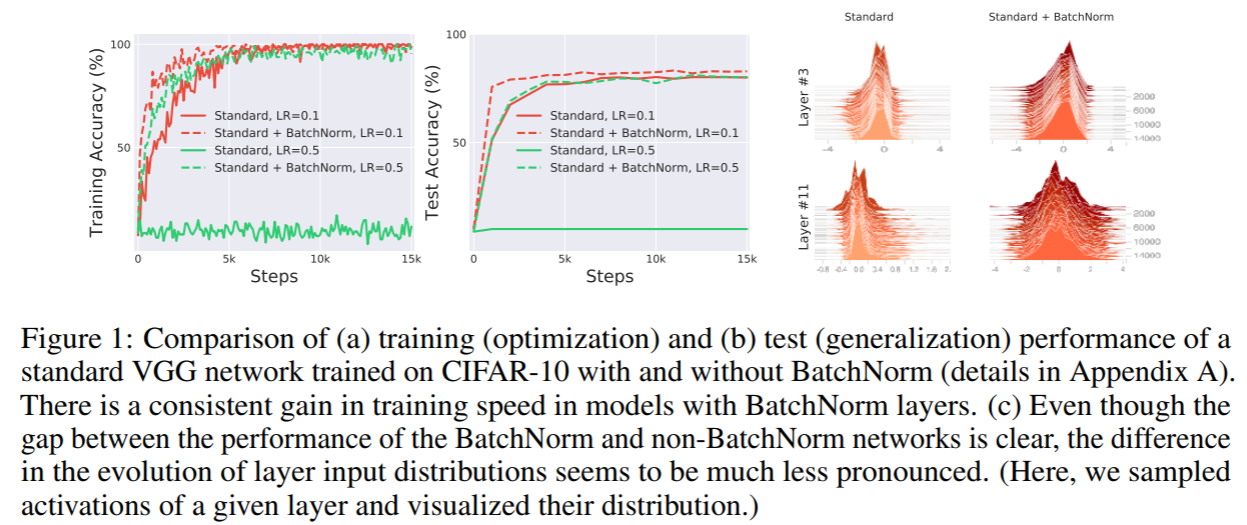 Standard
Standard + BatchNorm
100
50
Training Accuracy (%)
Standard, LR=0.1
Standard + BatchNorm, LR=0.1
Standard, LR=0.5
Standard + BatchNorm, LR=0.5
0
5k
10k
15k
Steps
100
50
Test Accuracy (%)
Standard, LR=0.1
Standard + BatchNorm, LR=0.1
Standard, LR=0.5
Standard + BatchNorm, LR=0.5
0
5k
10k
15k
Steps
Layer #3
-4
0
4
-4
0
4
2000
6000
10000
14000
Layer #11
-0.8 -0.4 0.0 0.4 0.8 1.2 1.6 2.
-4 -2 0 2 4
2000
6000
10000
14000
Figure 1: Comparison of (a) training (optimization) and (b) test (generalization) performance of a
standard VGG network trained on CIFAR-10 with and without BatchNorm (details in Appendix A).
There is a consistent gain in training speed in models with BatchNorm layers. (c) Even though the
gap between the performance of the BatchNorm and non-BatchNorm networks is clear, the difference
in the evolution of layer input distributions seems to be much less pronounced. (Here, we sampled
activations of a given layer and visualized their distribution.)